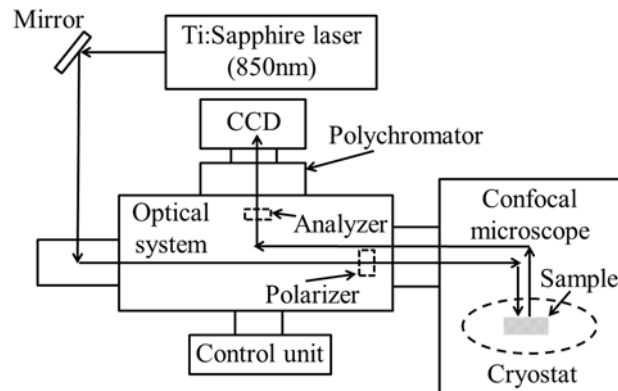 Mirror
Ti:Sapphire laser
(850nm)
CCD
Polychromator
Optical
system
Analyzer
Confocal
microscope
Polarizer
Sample
Control unit
Cryostat